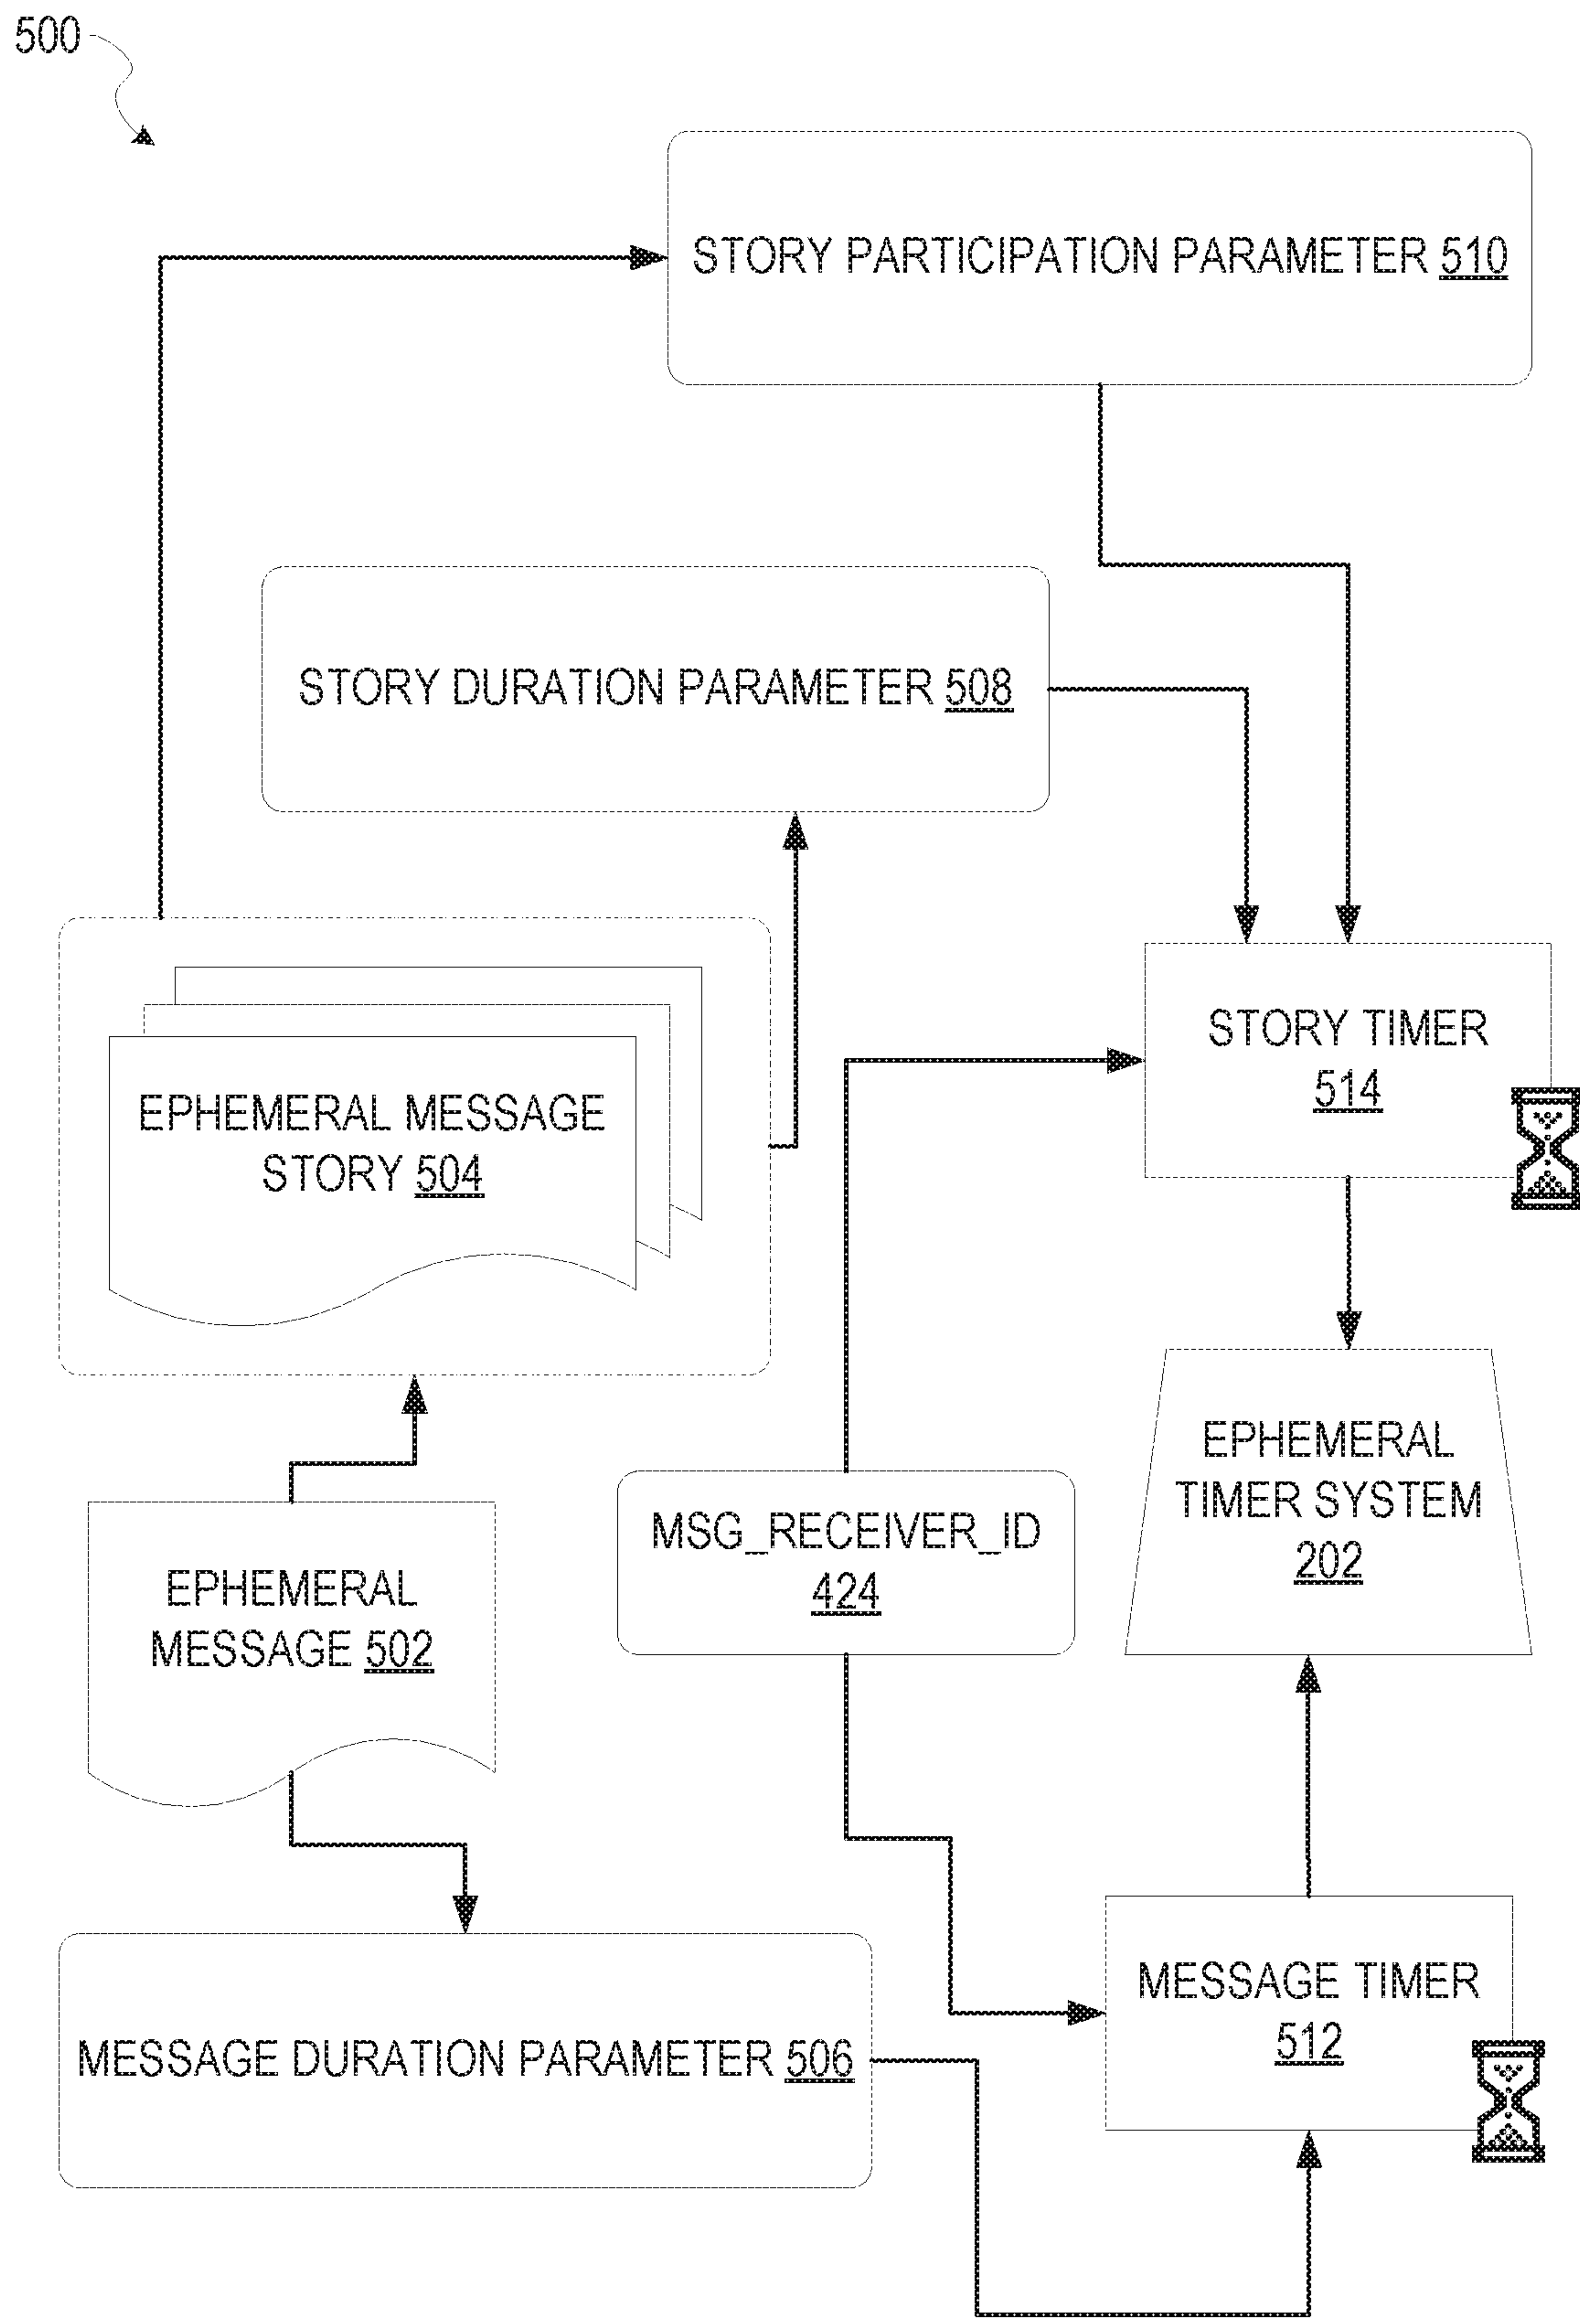 500
STORY PARTICIPATION PARAMETER 510
STORY DURATION PARAMETER 508
STORY TIMER
514
EPHEMERAL MESSAGE
STORY 504
EPHEMERAL
TIMER SYSTEM
202
MSG_RECEIVER_ID
424
EPHEMERAL
MESSAGE 502
MESSAGE TIMER
512
MESSAGE DURATION PARAMETER 506